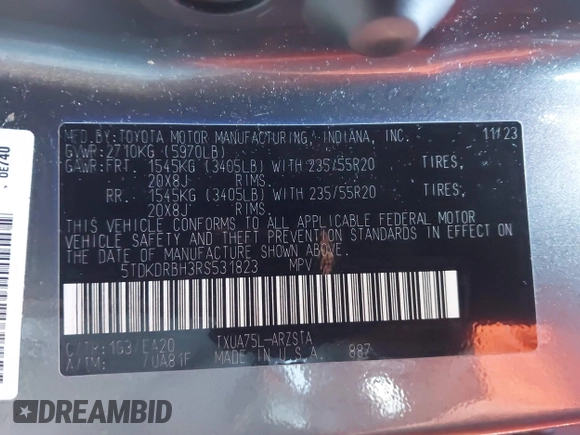 MFD.BY:TOYOTA MOTOR MANUFACTURING, INDIANA, INC. 11/23
GVWR:2710KG (5970LB)
GAWR:FRT. 1545KG (3405LB) WITH 235/55R20 TIRES,
20X8J RIMS.
RR. 1545KG (3405LB) WITH 235/55R20 TIRES,
20X8J RIMS.
THIS VEHICLE CONFORMS TO ALL APPLICABLE FEDERAL MOTOR
VEHICLE SAFETY AND THEFT PREVENTION STANDARDS IN EFFECT ON
THE DATE OF MANUFACTURE SHOWN ABOVE.
5TDKDRBH3RS531823 MPV
C/TR:1G3/EA20 TXUA75L-ARZSTA
A/TM: /UA81F MADE IN U.S.A. 887
0E740
DREAMBID